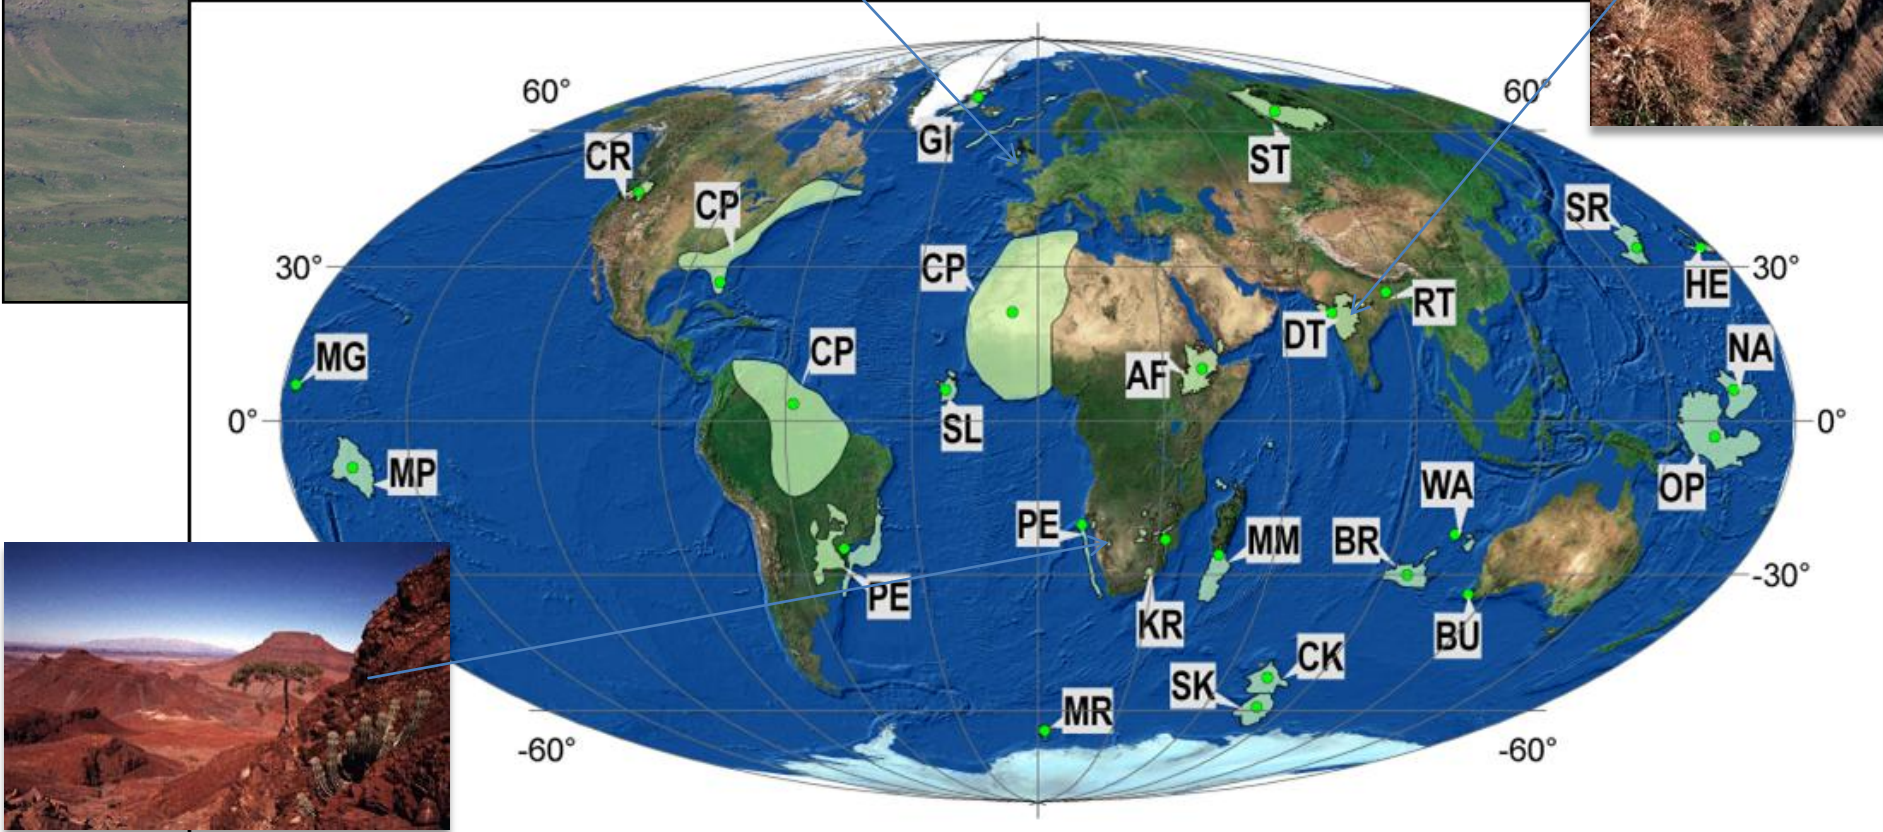 60°
60°
GI
CR
ST
CP
SR
CP
30°
30°
HE
RT
DT
NA
MG
CP
AF
0°
SL
0°
MP
WA
OP
PE
MM
BR
-30°
PE
KR
BU
CK
SK
MR
-60°
-60°